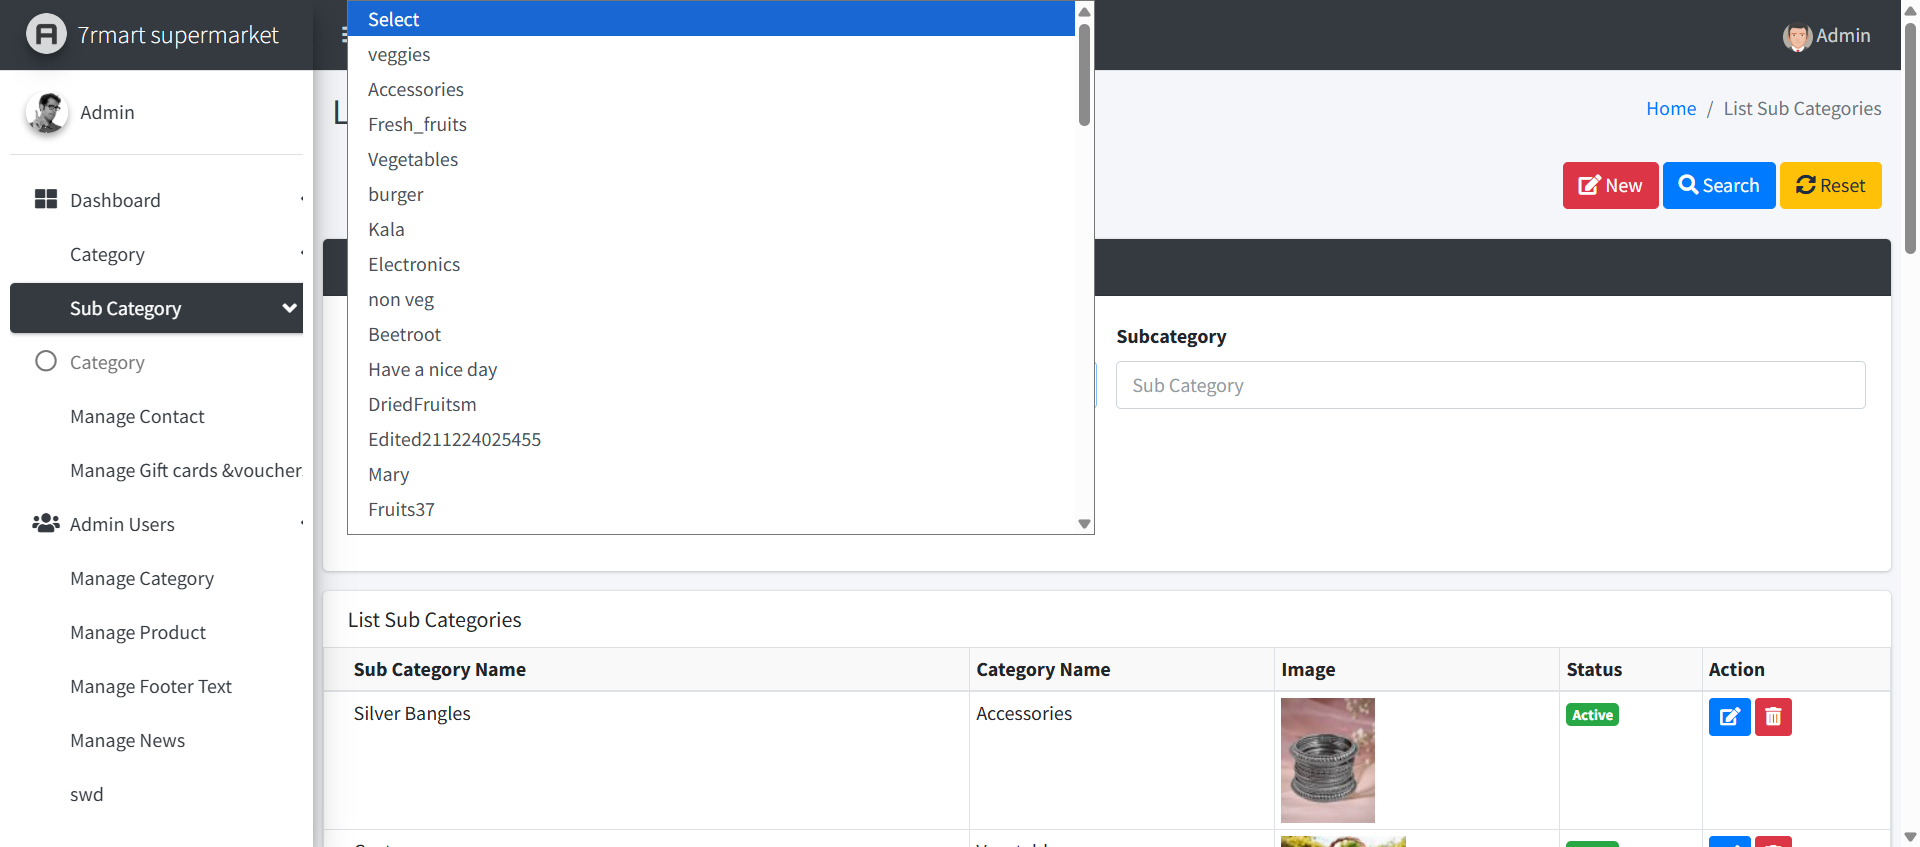 7rmart supermarket
Admin
Admin
Dashboard
Category
Sub Category
Category
Manage Contact
Manage Gift cards &voucher
Admin Users
Manage Category
Manage Product
Manage Footer Text
Manage News
swd
Select
veggies
Accessories
Fresh_fruits
Vegetables
burger
Kala
Electronics
non veg
Beetroot
Have a nice day
DriedFruitsm
Edited211224025455
Mary
Fruits37
Home / List Sub Categories
New Search Reset
Subcategory
Sub Category
List Sub Categories
Sub Category Name Category Name Image Status Action
Silver Bangles Accessories Active